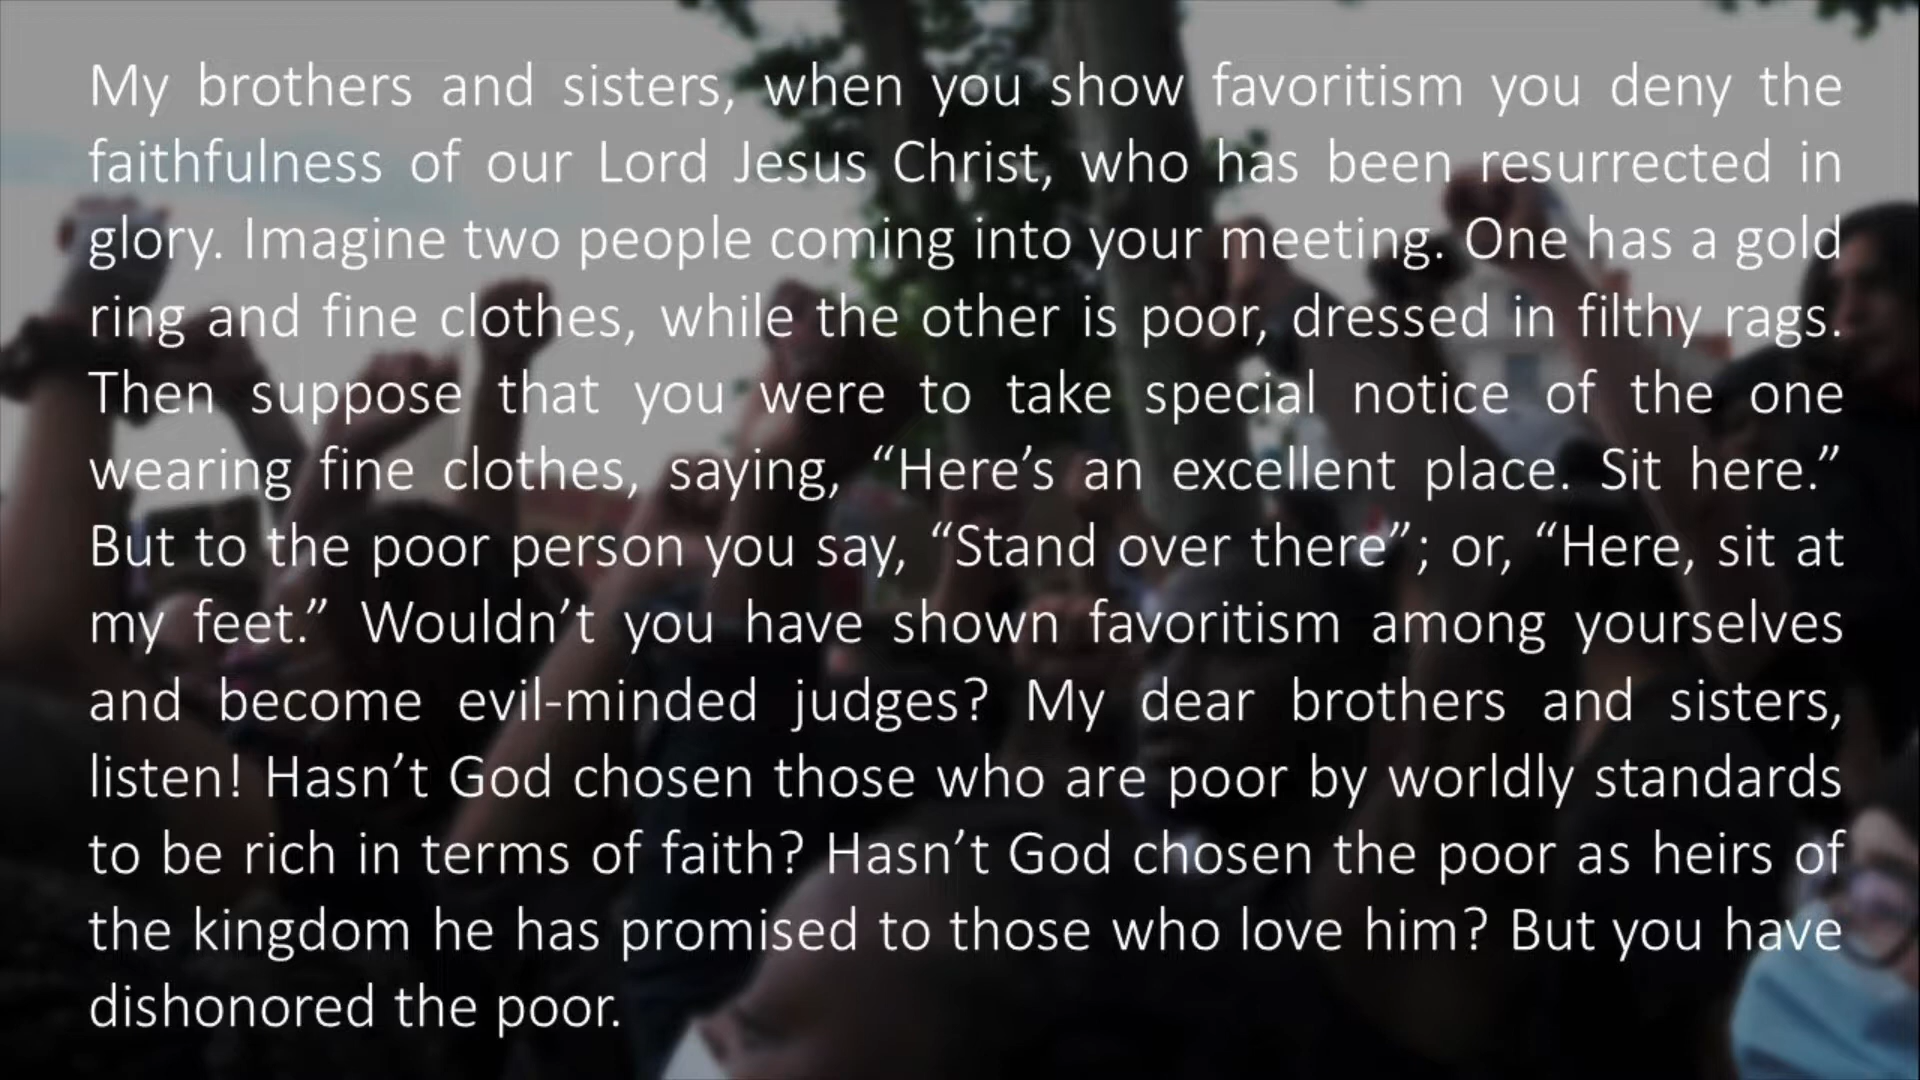 My brothers and sisters, when you show favoritism you deny the
faithfulness of our Lord Jesus Christ, who has been resurrected in
glory. Imagine two people coming into your meeting. One has a gold
ring and fine clothes, while the other is poor, dressed in filthy rags.
Then suppose that you were to take special notice of the one
wearing fine clothes, saying, “Here’s an excellent place. Sit here.”
But to the poor person you say, “Stand over there”; or, “Here, sit at
my feet.” Wouldn’t you have shown favoritism among yourselves
and become evil-minded judges? My dear brothers and sisters,
listen! Hasn’t God chosen those who are poor by worldly standards
to be rich in terms of faith? Hasn’t God chosen the poor as heirs of
the kingdom he has promised to those who love him? But you have
dishonored the poor.